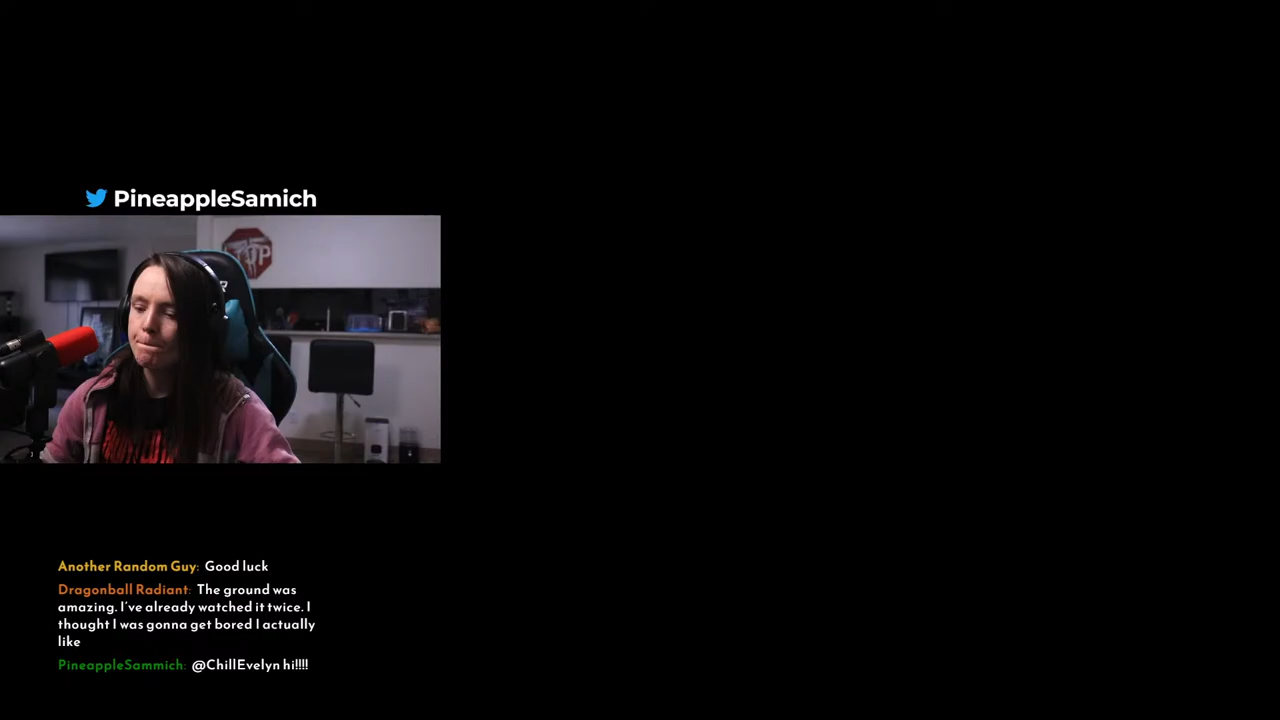 PineappleSamich
STOP
Another Random Guy: Good luck
Dragonball Radiant: The ground was
amazing. I've already watched it twice. I
thought I was gonna get bored I actually
like
PineappleSammich: @ChillEvelyn hi!!!!